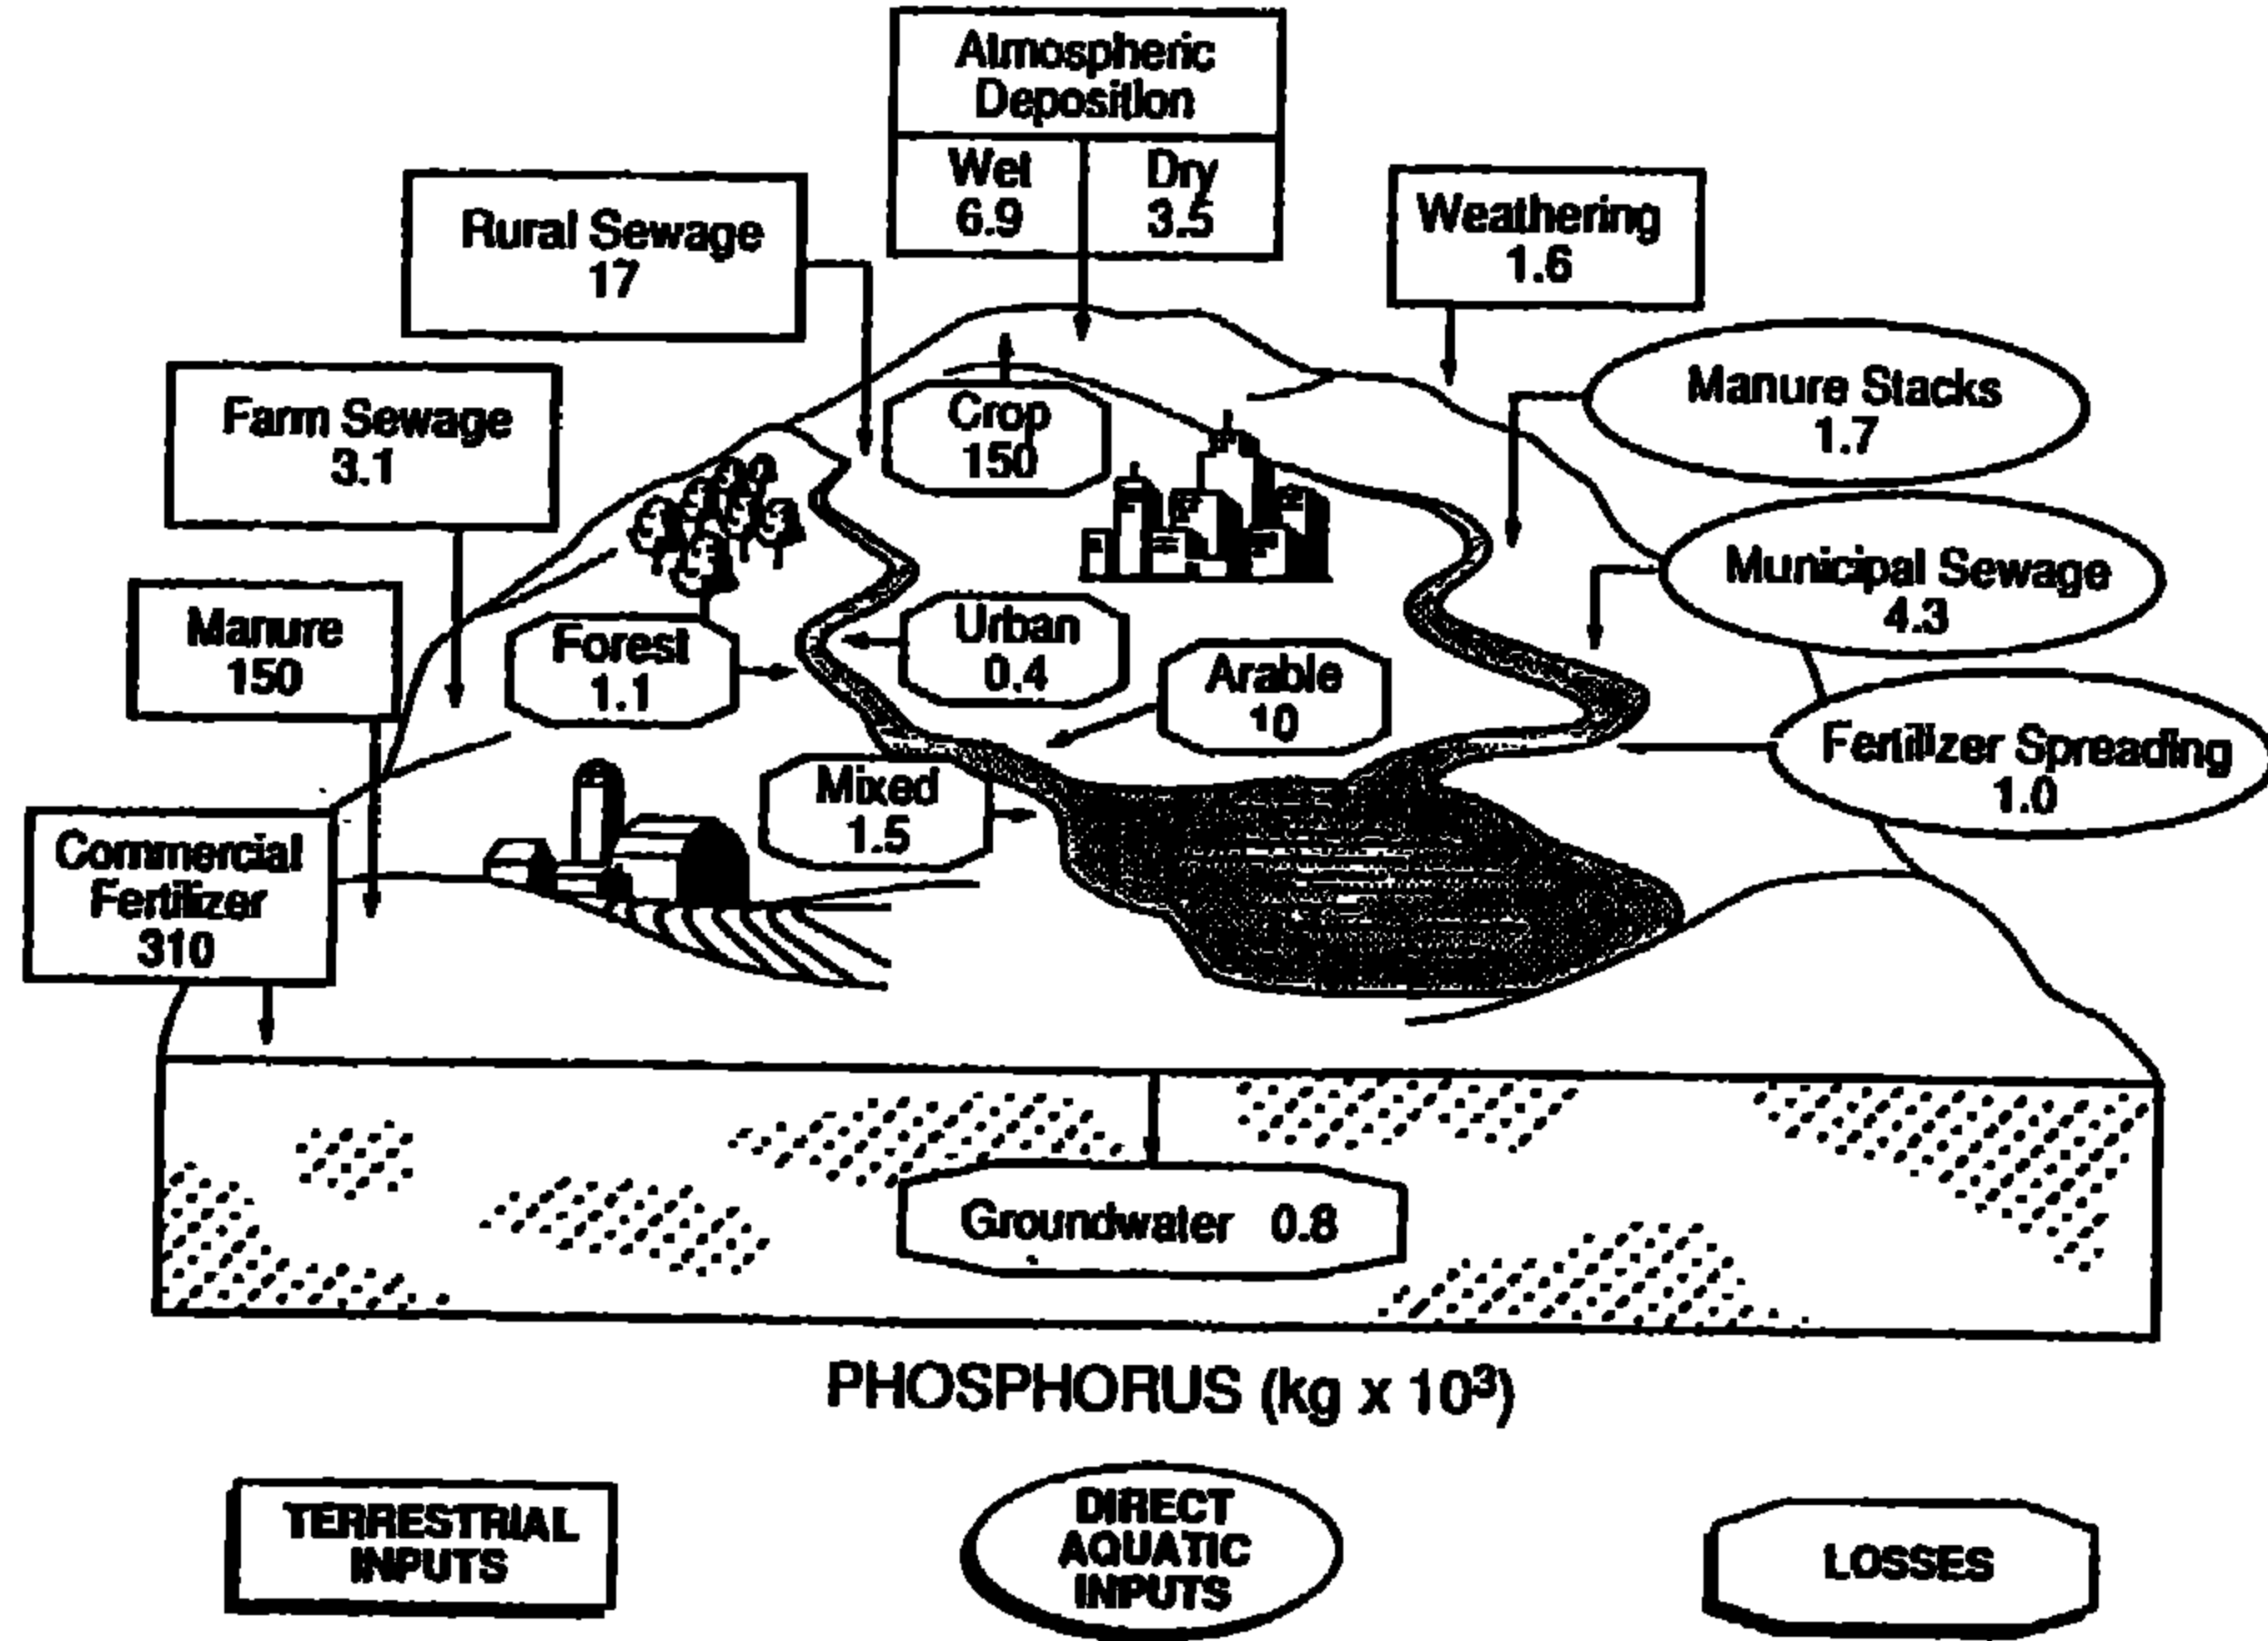 Atmospheric
Deposition
Wet
6.9
Dry
3.5
Rural Sewage
17
Weathering
1.6
Farm Sewage
3.1
Crop
150
Manure Stacks
1.7
Manure
150
Forest
1.1
Urban
0.4
Municipal Sewage
4.3
Arable
10
Fertilizer Spreading
1.0
Mixed
1.5
Commercial
Fertilizer
310
Groundwater 0.8
PHOSPHORUS (kg x 10³)
TERRESTRIAL
INPUTS
DIRECT
AQUATIC
INPUTS
LOSSES